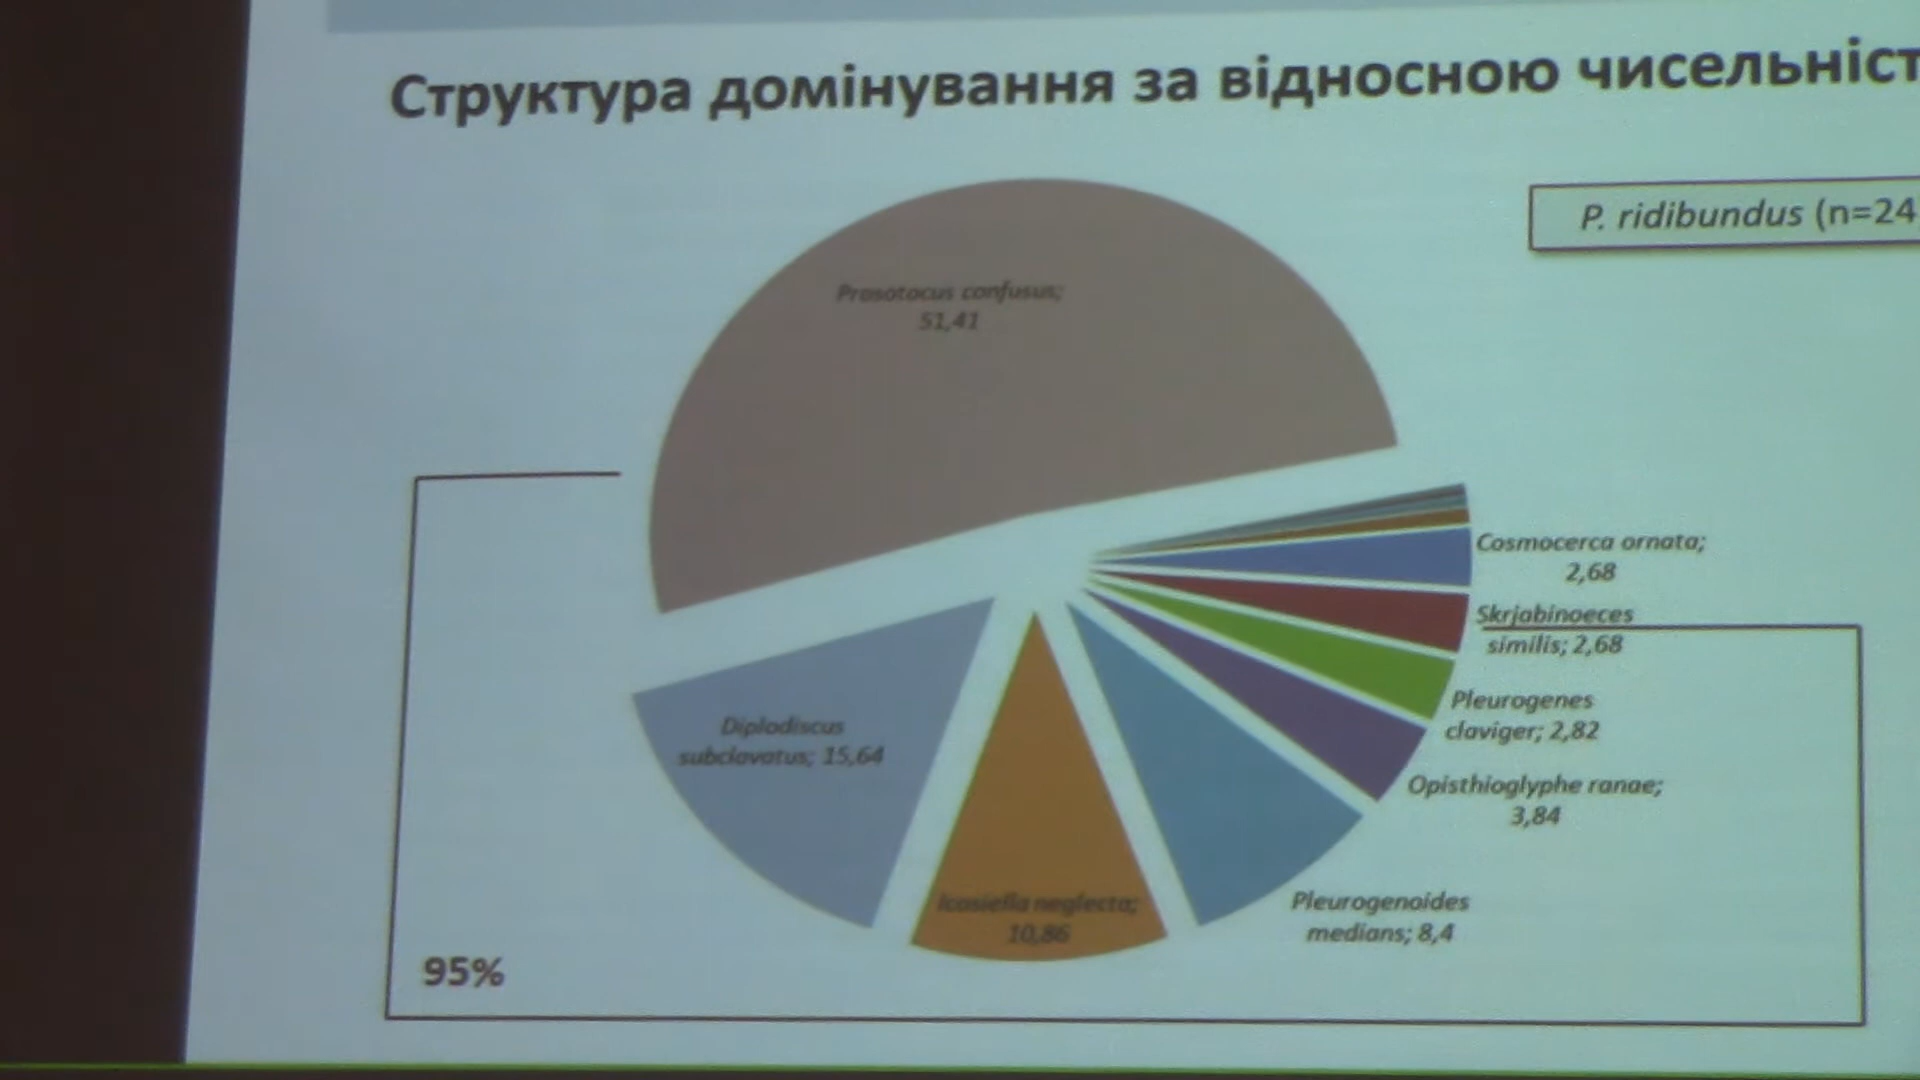 Структура домінування за відносною чисельніст
P. ridibundus (n=24
Prosotocus confusus;
51,41
Cosmocerca ornata;
2,68
Skrjabinoeces
similis; 2,68
Pleurogenes
claviger; 2,82
Opisthioglyphe ranae;
3,84
Pleurogenoides
medians; 8,4
Icosiella neglecta;
10,86
Diplodiscus
subclavatus; 15,64
95%